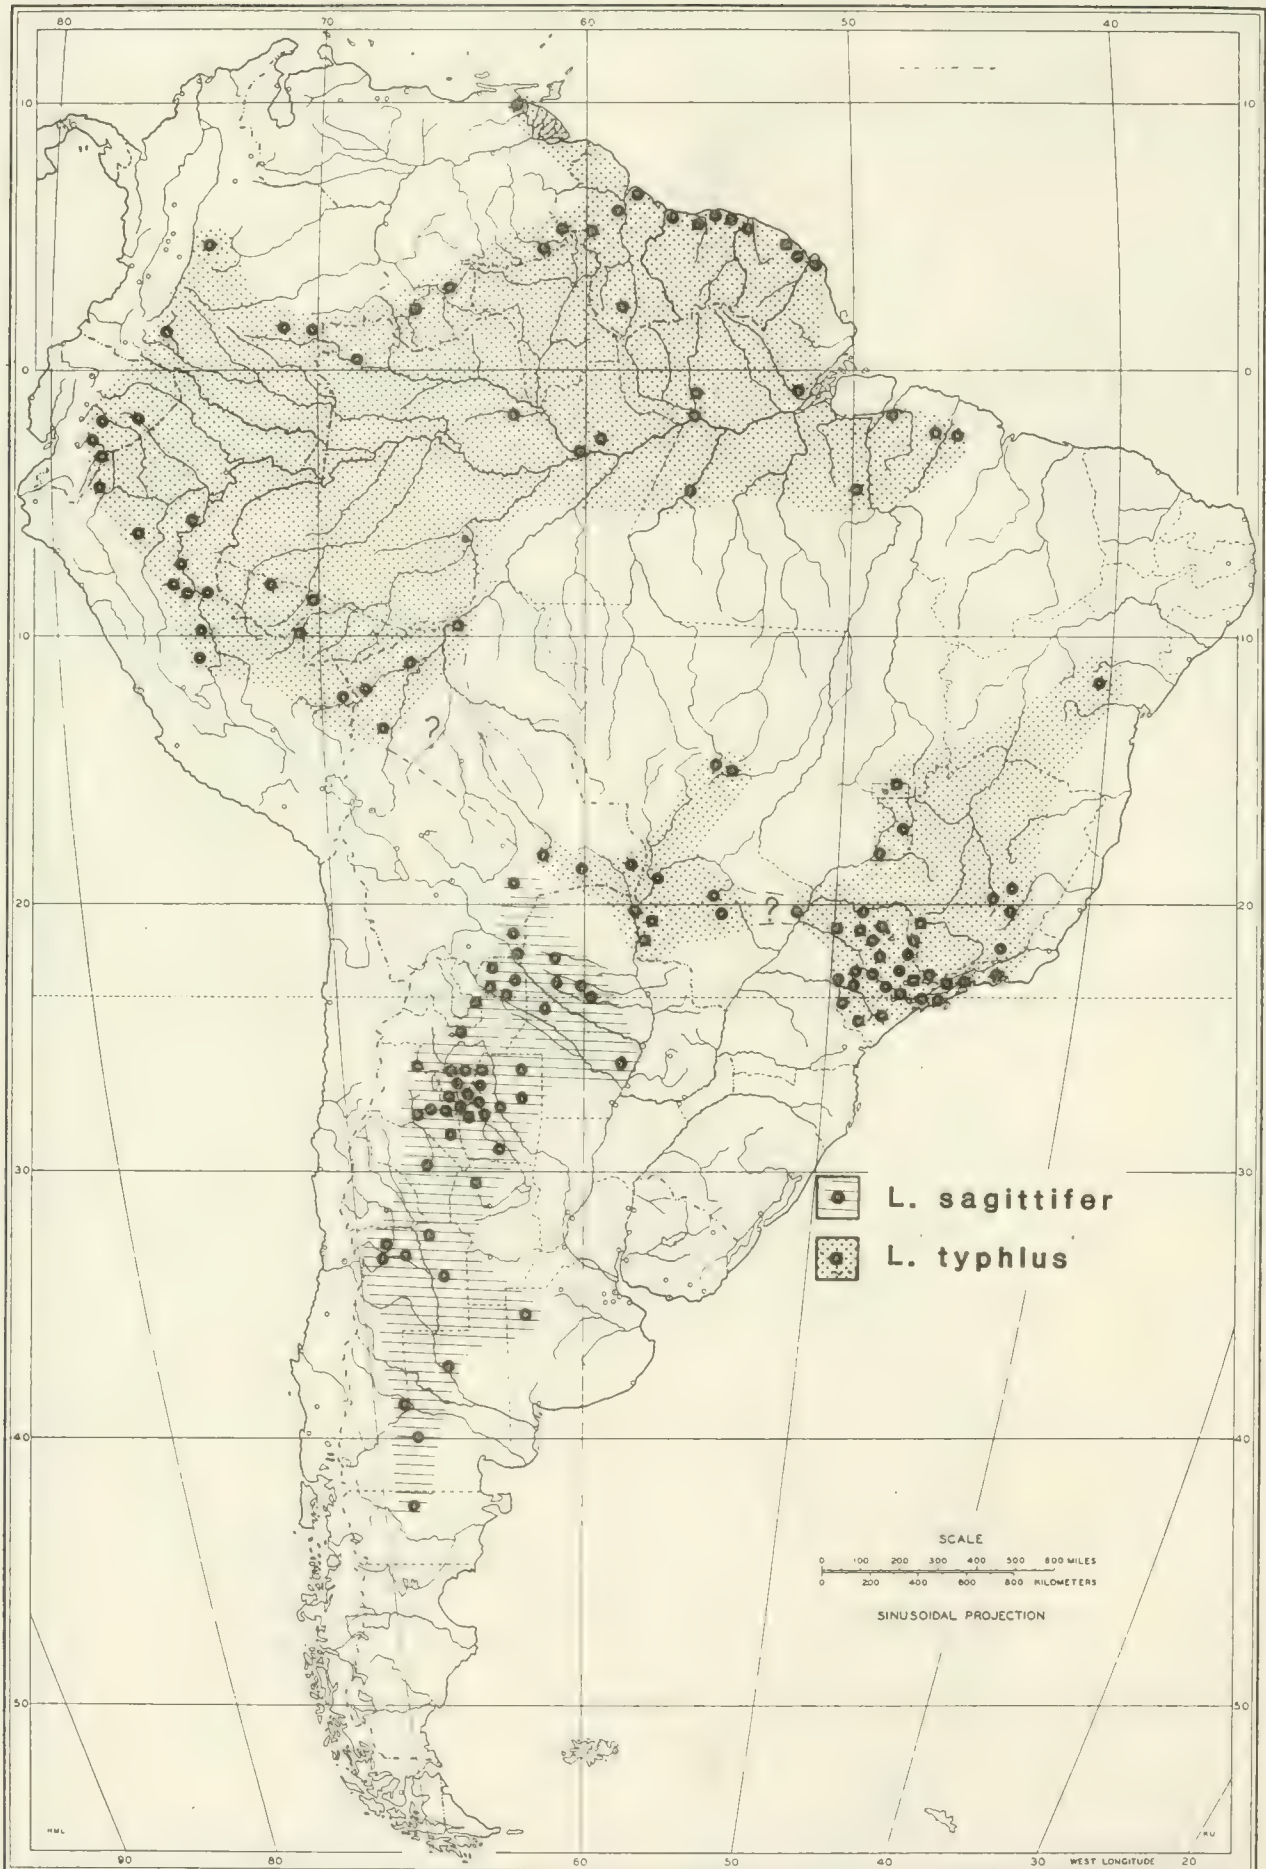 80 70 60 50 40
10 10
0 0
10 10
?
20 ? 20
30 30
L. sagittifer
L. typhlus
40 40
SCALE
0 100 200 300 400 500 600 MILES
0 200 400 600 800 KILOMETERS
SINUSOIDAL PROJECTION
50 50
HML RU
90 80 60 50 40 30 WEST LONGITUDE 20